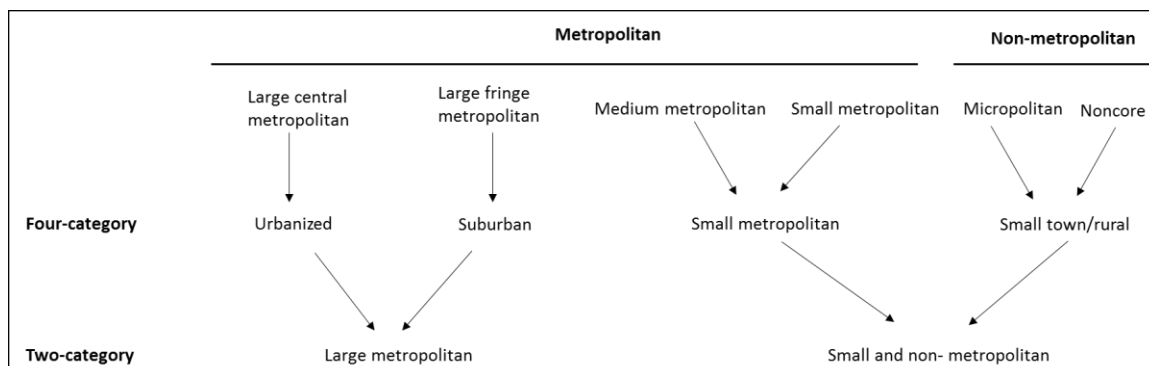 Metropolitan
Non-metropolitan
Large central
metropolitan
Large fringe
metropolitan
Medium metropolitan
Small metropolitan
Micropolitan
Noncore
Four-category
Urbanized
Suburban
Small metropolitan
Small town/rural
Two-category
Large metropolitan
Small and non- metropolitan